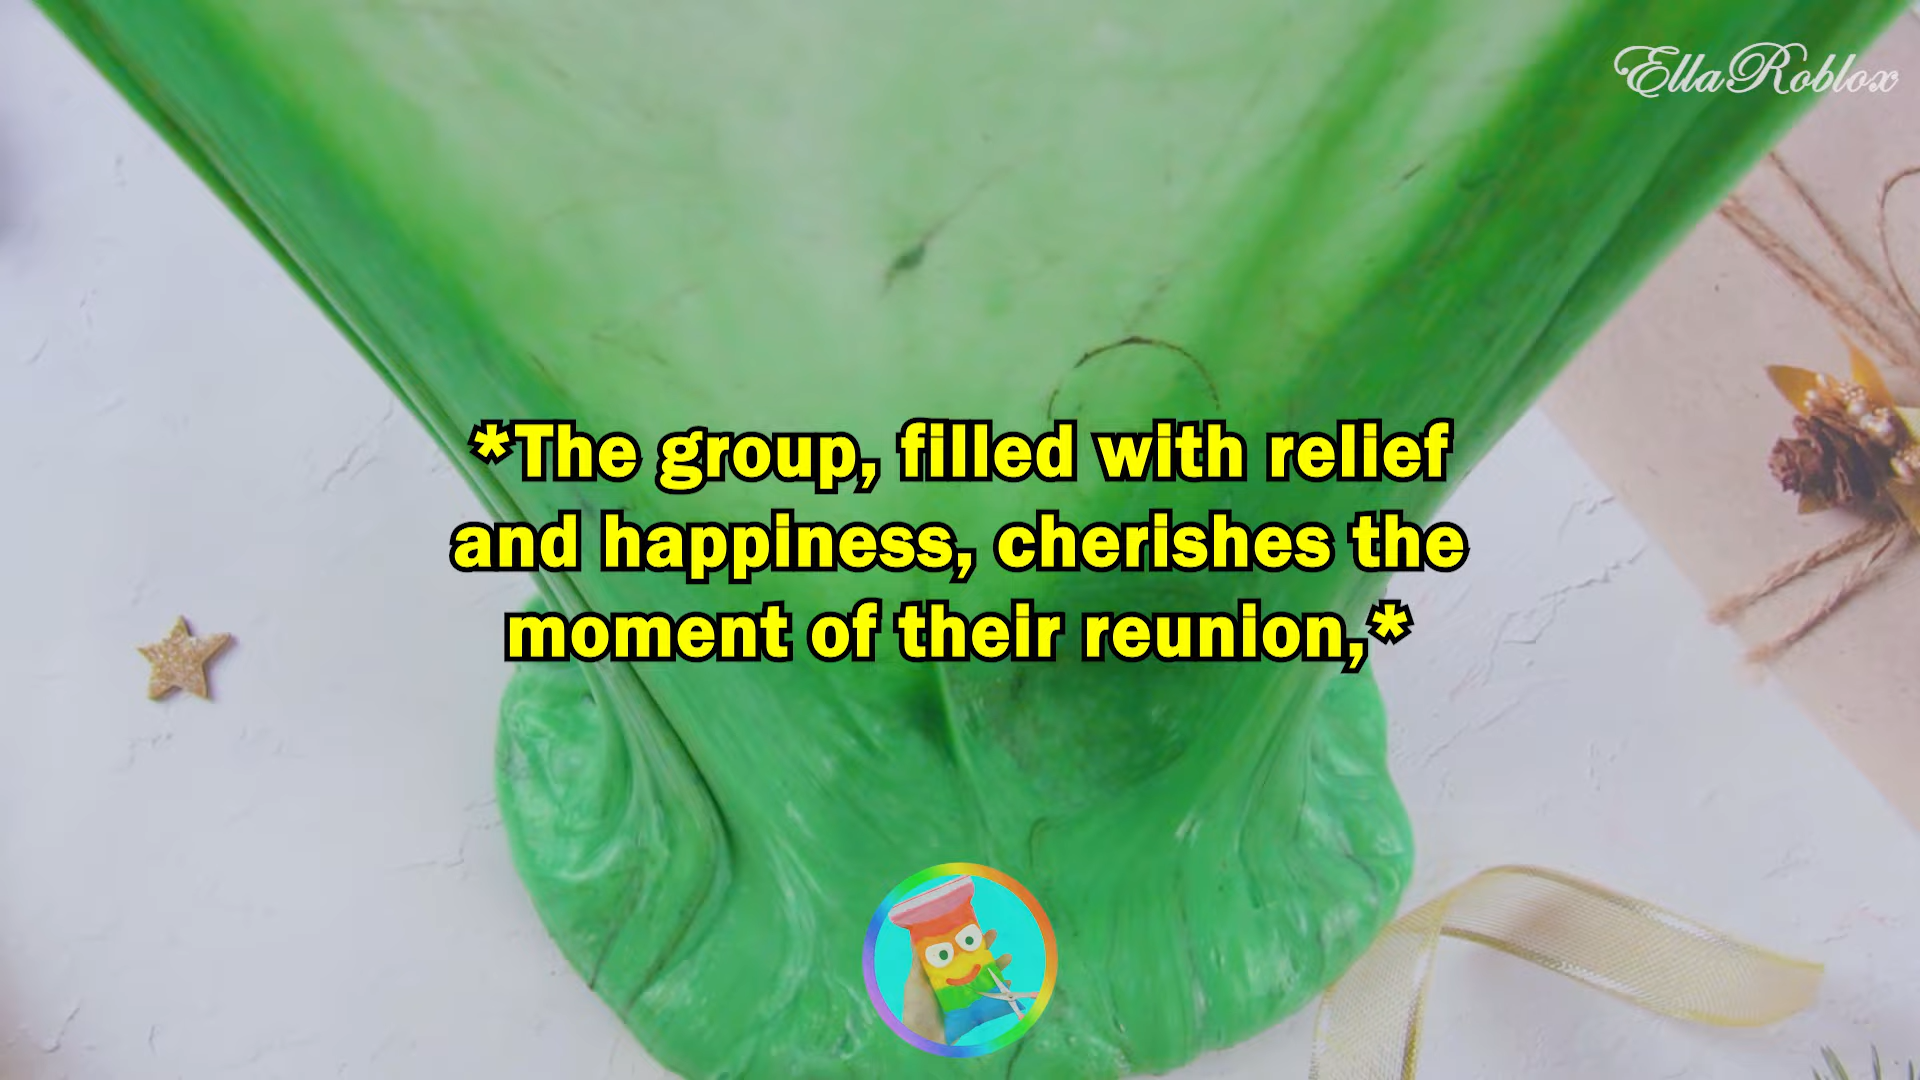 EllaRoblox
*The group, filled with relief
and happiness, cherishes the
moment of their reunion,*